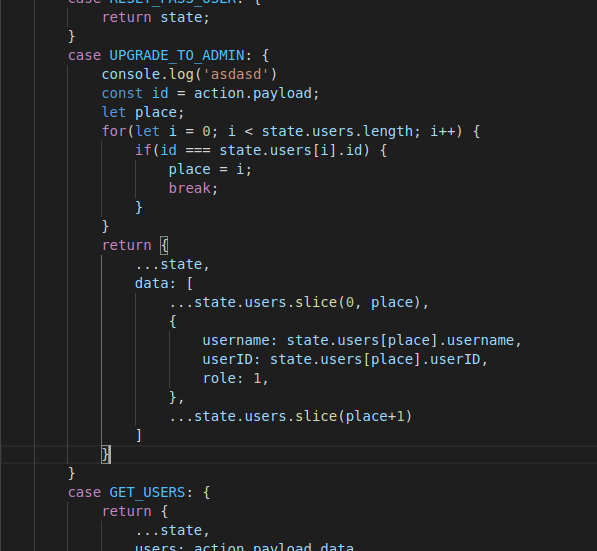 case RESET_PASS_USER: {
return state;
}
case UPGRADE_TO_ADMIN: {
console.log('asdasd')
const id = action.payload;
let place;
for(let i = 0; i < state.users.length; i++) {
if(id === state.users[i].id) {
place = i;
break;
}
}
return {
...state,
data: [
...state.users.slice(0, place),
{
username: state.users[place].username,
userID: state.users[place].userID,
role: 1,
},
...state.users.slice(place+1)
]
}
}
case GET_USERS: {
return {
...state,
users: action.payload.data